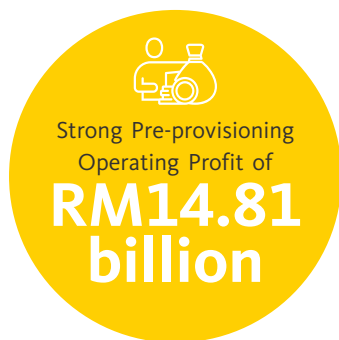 Strong Pre-provisioning
Operating Profit of
RM14.81
billion